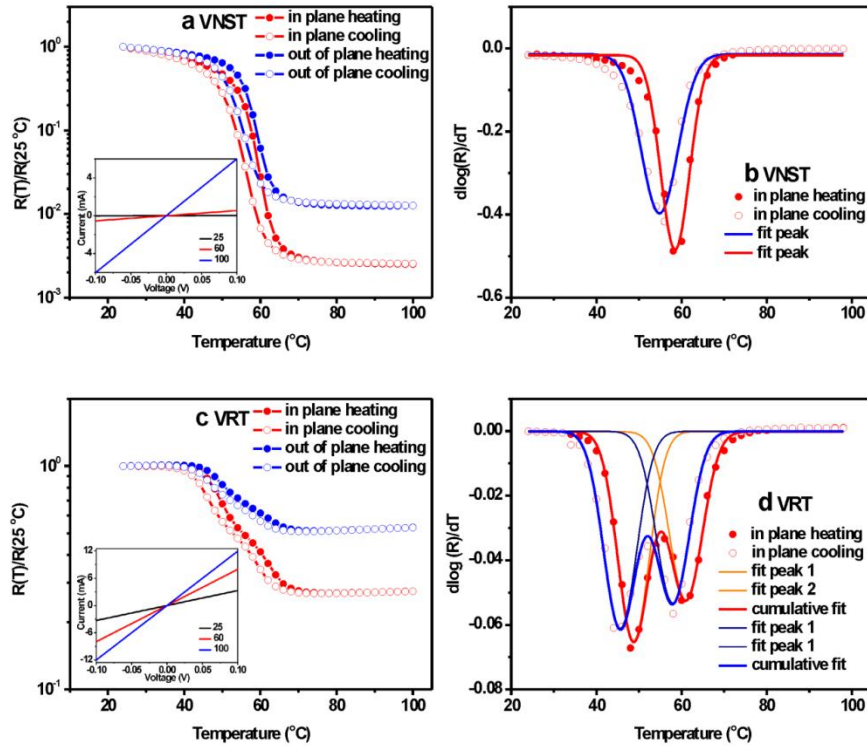 a VNST
in plane heating
in plane cooling
out of plane heating
out of plane cooling
10⁰
10⁻¹
10⁻²
10⁻³
R(T)/R(25 °C)
4
0
-4
Current (mA)
25
60
100
-0.10 -0.05 0.00 0.05 0.10
Voltage (V)
20 40 60 80 100
Temperature (°C)
0.0
-0.2
-0.4
-0.6
dlog(R)/dT
b VNST
in plane heating
in plane cooling
fit peak
fit peak
20 40 60 80 100
Temperature (°C)
c VRT
in plane heating
in plane cooling
out of plane heating
out of plane cooling
10⁰
10⁻¹
R(T)/R(25 °C)
12
6
0
-6
-12
Current (mA)
25
60
100
-0.10 -0.05 0.00 0.05 0.10
Voltage (V)
20 40 60 80 100
Temperature (°C)
0.00
-0.02
-0.04
-0.06
-0.08
dlog (R)/dT
d VRT
in plane heating
in plane cooling
fit peak 1
fit peak 2
cumulative fit
fit peak 1
fit peak 1
cumulative fit
20 40 60 80 100
Temperature (°C)